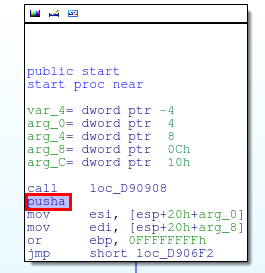 public start
start proc near
var_4= dword ptr -4
arg_0= dword ptr  4
arg_4= dword ptr  8
arg_8= dword ptr  0Ch
arg_C= dword ptr  10h
call    loc_D90908
pusha
mov     esi, [esp+20h+arg_0]
mov     edi, [esp+20h+arg_8]
or      ebp, 0FFFFFFFFh
jmp     short loc_D906F2